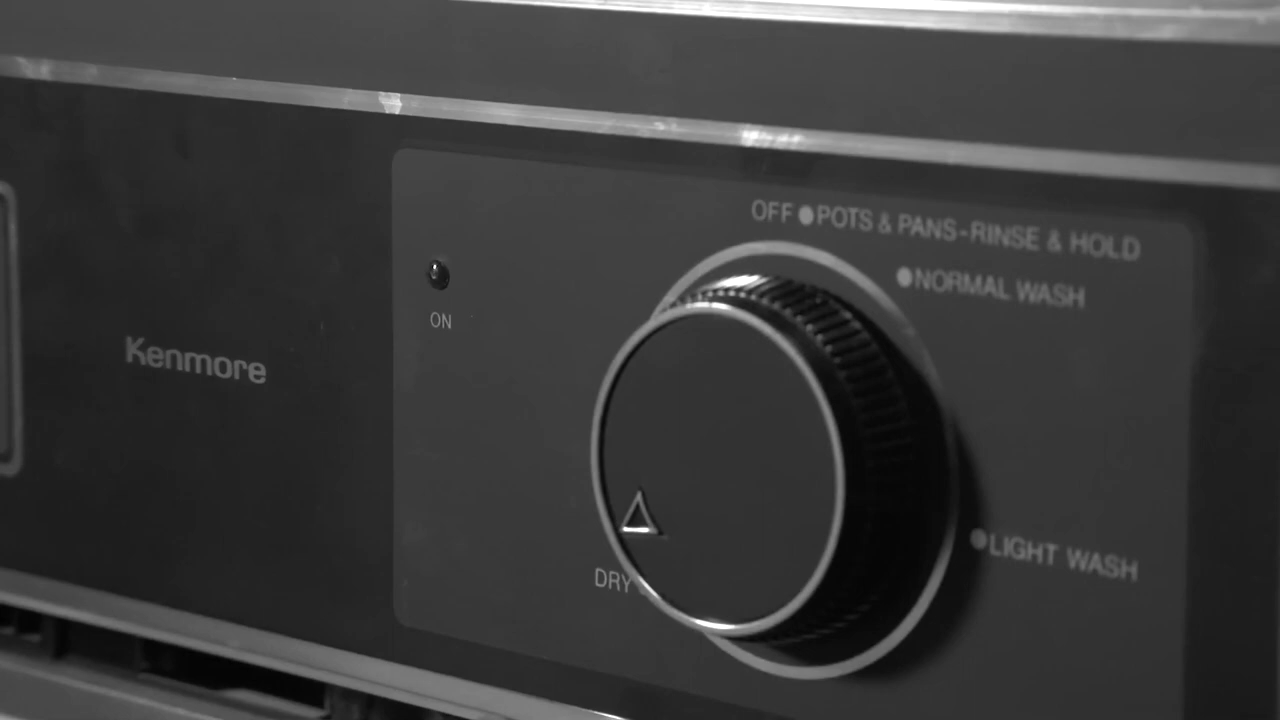 OFF POTS & PANS-RINSE & HOLD
NORMAL WASH
ON
Kenmore
LIGHT WASH
DRY